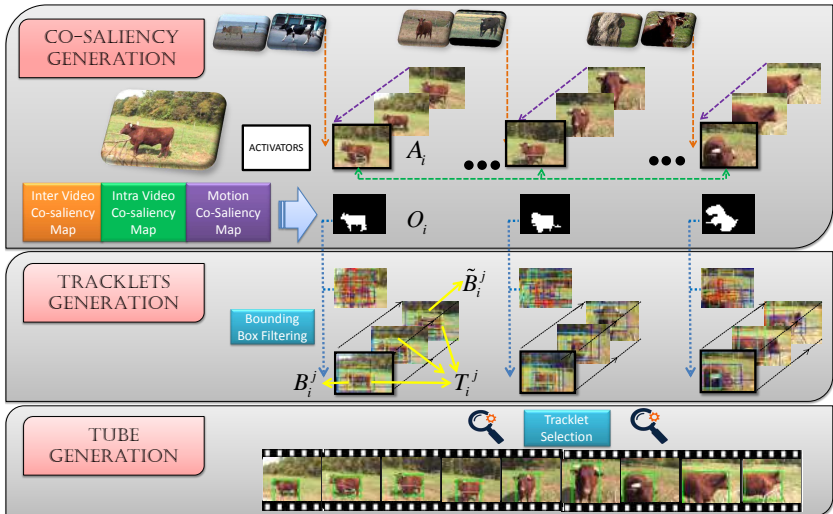 CO-SALIENCY
GENERATION
ACTIVATORS
A_i
Inter Video
Co-saliency
Map
Intra Video
Co-saliency
Map
Motion
Co-Saliency
Map
O_i
TRACKLETS
GENERATION
B̃_i^j
Bounding
Box Filtering
B_i^j
T_i^j
TUBE
GENERATION
Tracklet
Selection